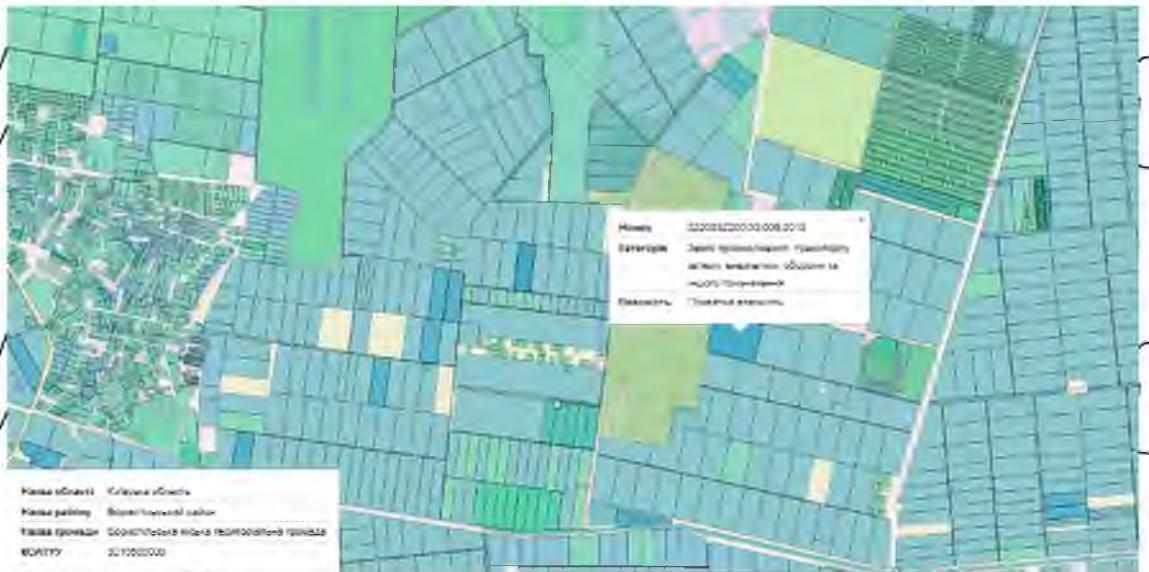 Номер
Категорія Землі промисловості, транспорту,
зв'язку, енергетики, оборони та
іншого призначення
Власність Приватна власність
Назва області Київська область
Назва району Бориспільський район
Назва громади Бориспільська міська територіальна громада
КОАТУУ